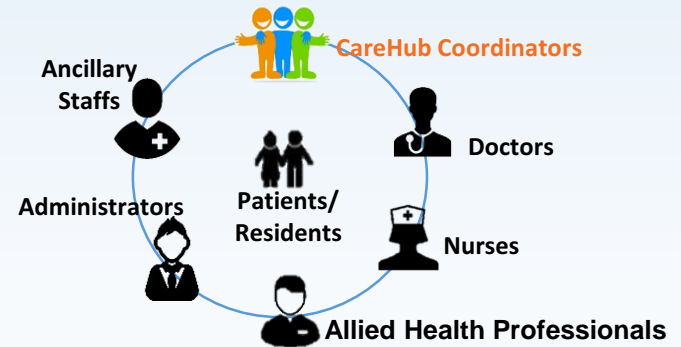 CareHub Coordinators
Ancillary
Staffs
Doctors
Administrators
Patients/
Residents
Nurses
Allied Health Professionals